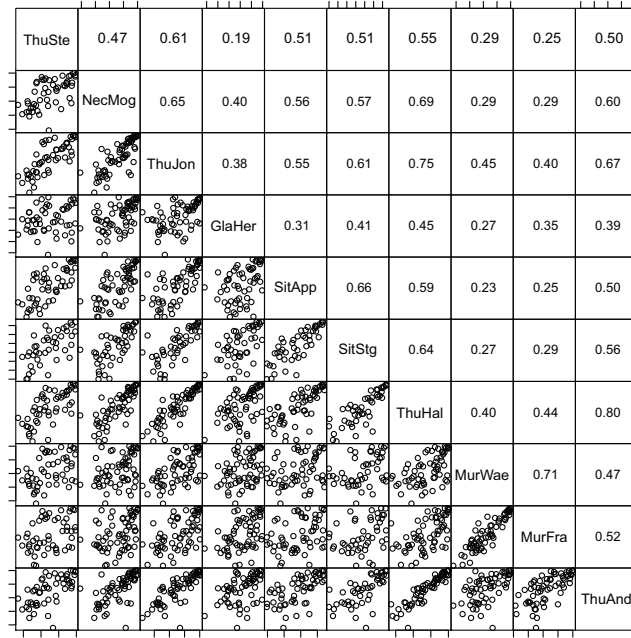 ThuSte 0.47 0.61 0.19 0.51 0.51 0.55 0.29 0.25 0.50
NecMog 0.65 0.40 0.56 0.57 0.69 0.29 0.29 0.60
ThuJon 0.38 0.55 0.61 0.75 0.45 0.40 0.67
GlaHer 0.31 0.41 0.45 0.27 0.35 0.39
SitApp 0.66 0.59 0.23 0.25 0.50
SitStg 0.64 0.27 0.29 0.56
ThuHal 0.40 0.44 0.80
MurWae 0.71 0.47
MurFra 0.52
ThuAnd